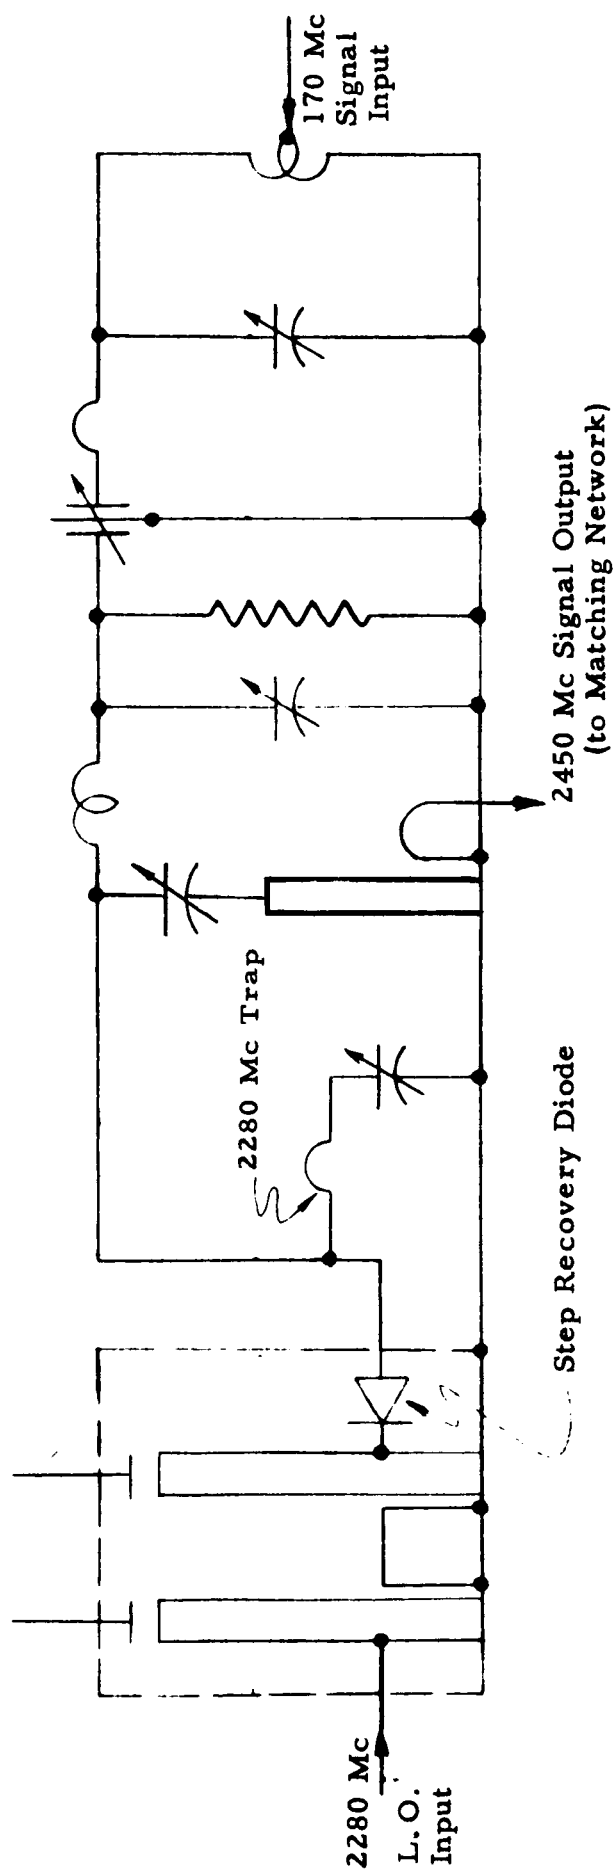 2280 Mc
L.O.
Input
Step Recovery Diode
2280 Mc Trap
2450 Mc Signal Output
(to Matching Network)
170 Mc
Signal
Input